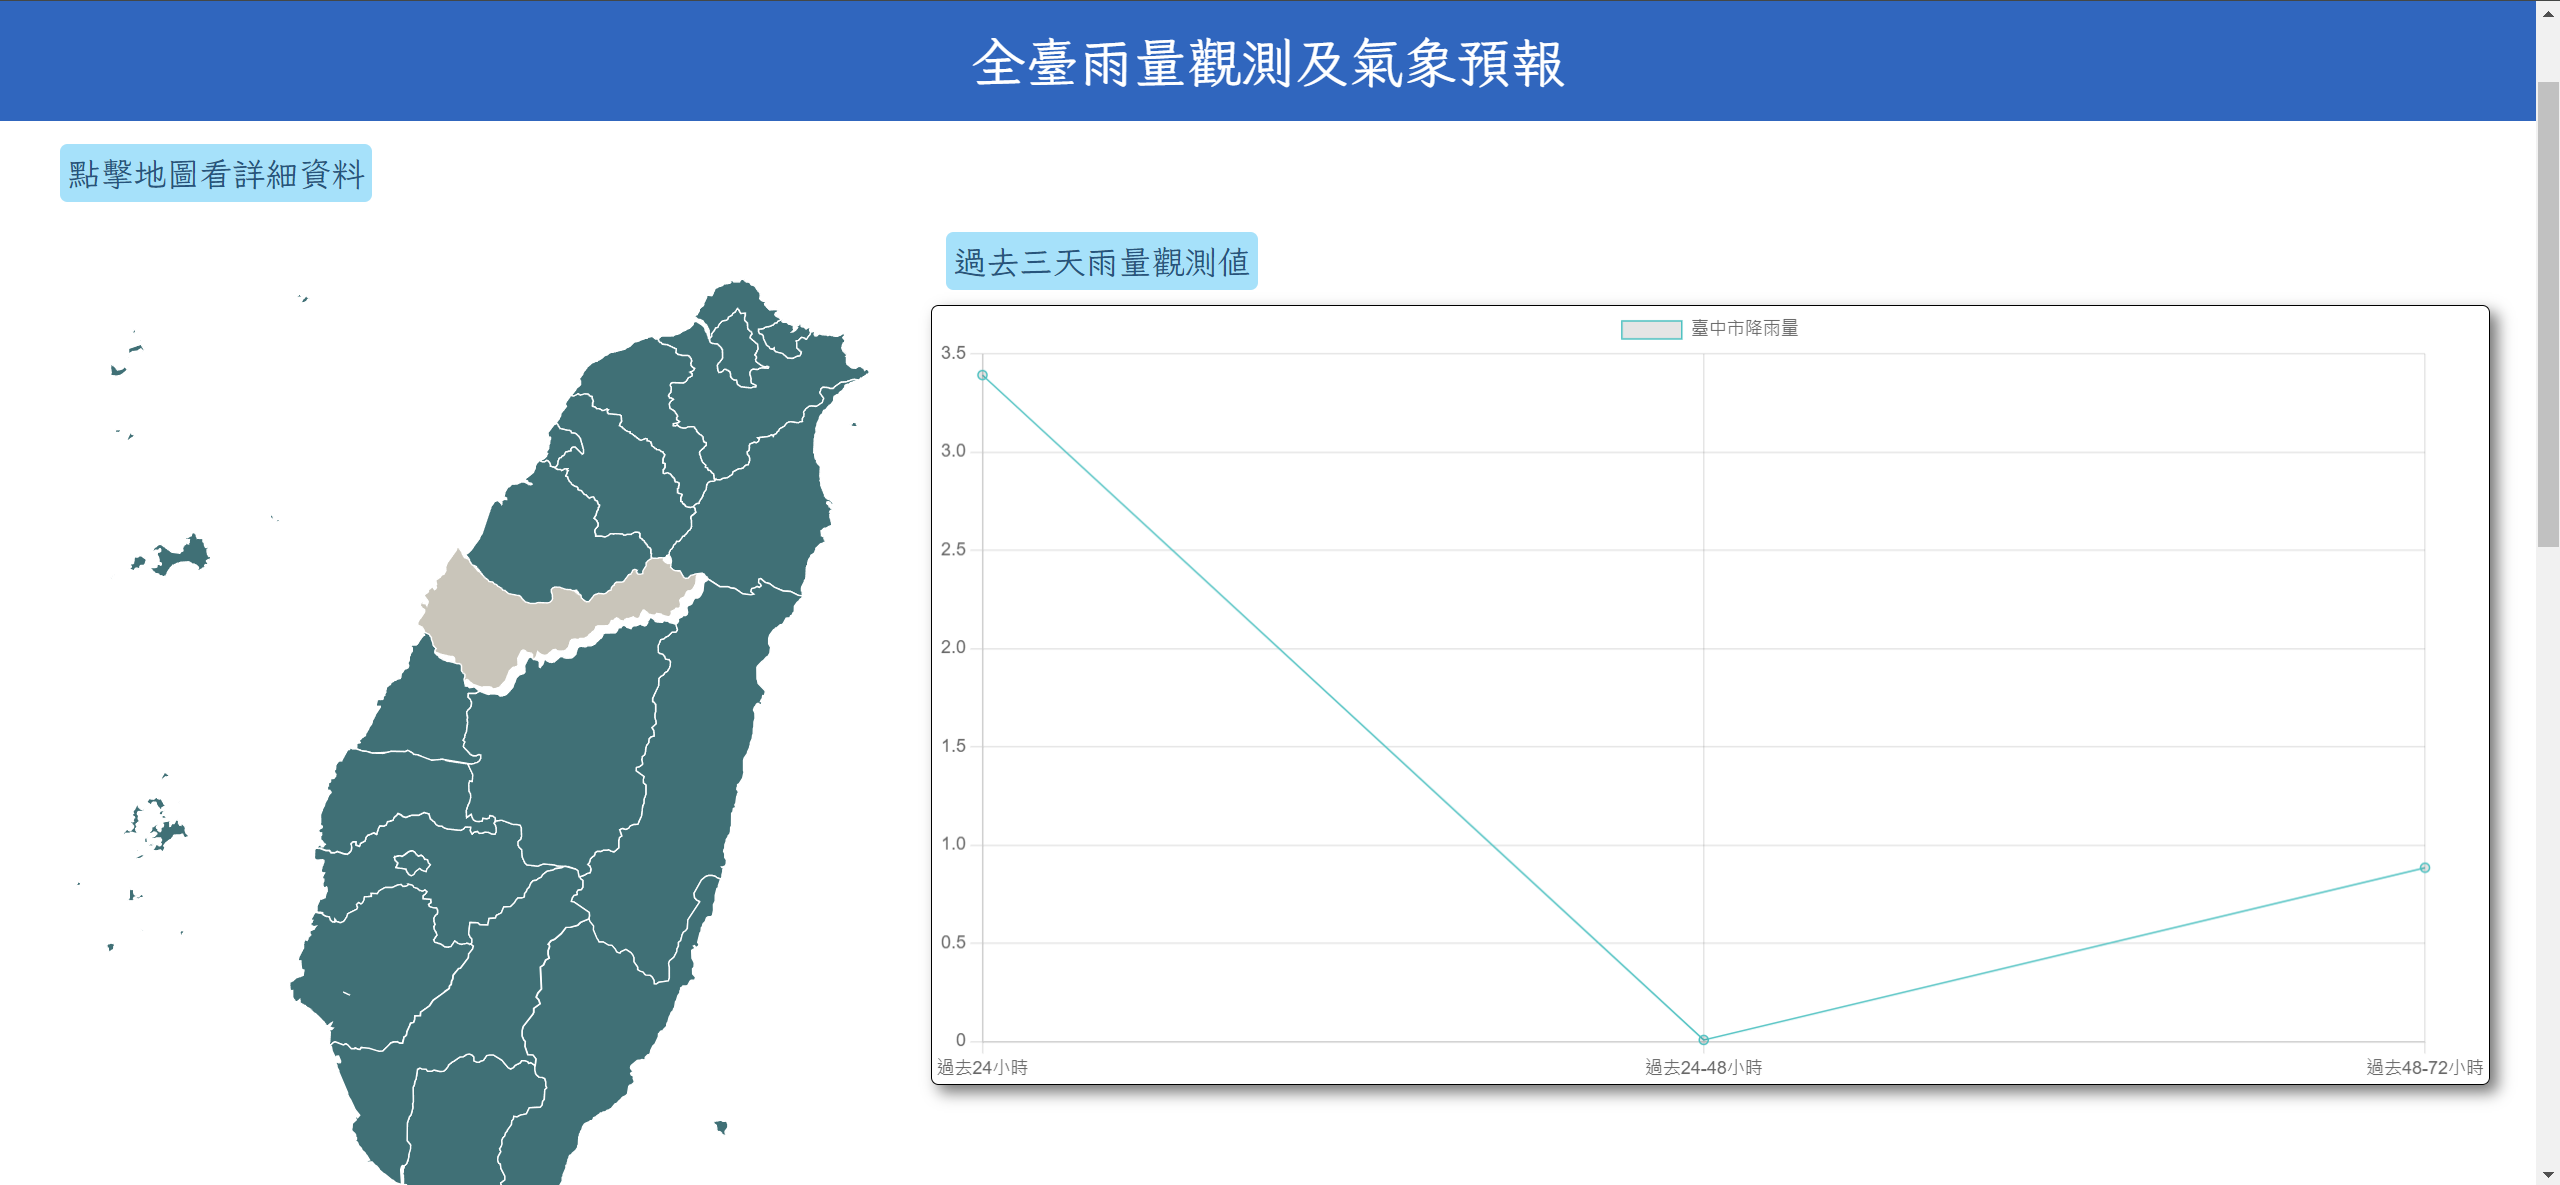 全臺雨量觀測及氣象預報
點擊地圖看詳細資料
過去三天雨量觀測值
臺中市降雨量
3.5
3.0
2.5
2.0
1.5
1.0
0.5
0
過去24小時
過去24-48小時
過去48-72小時